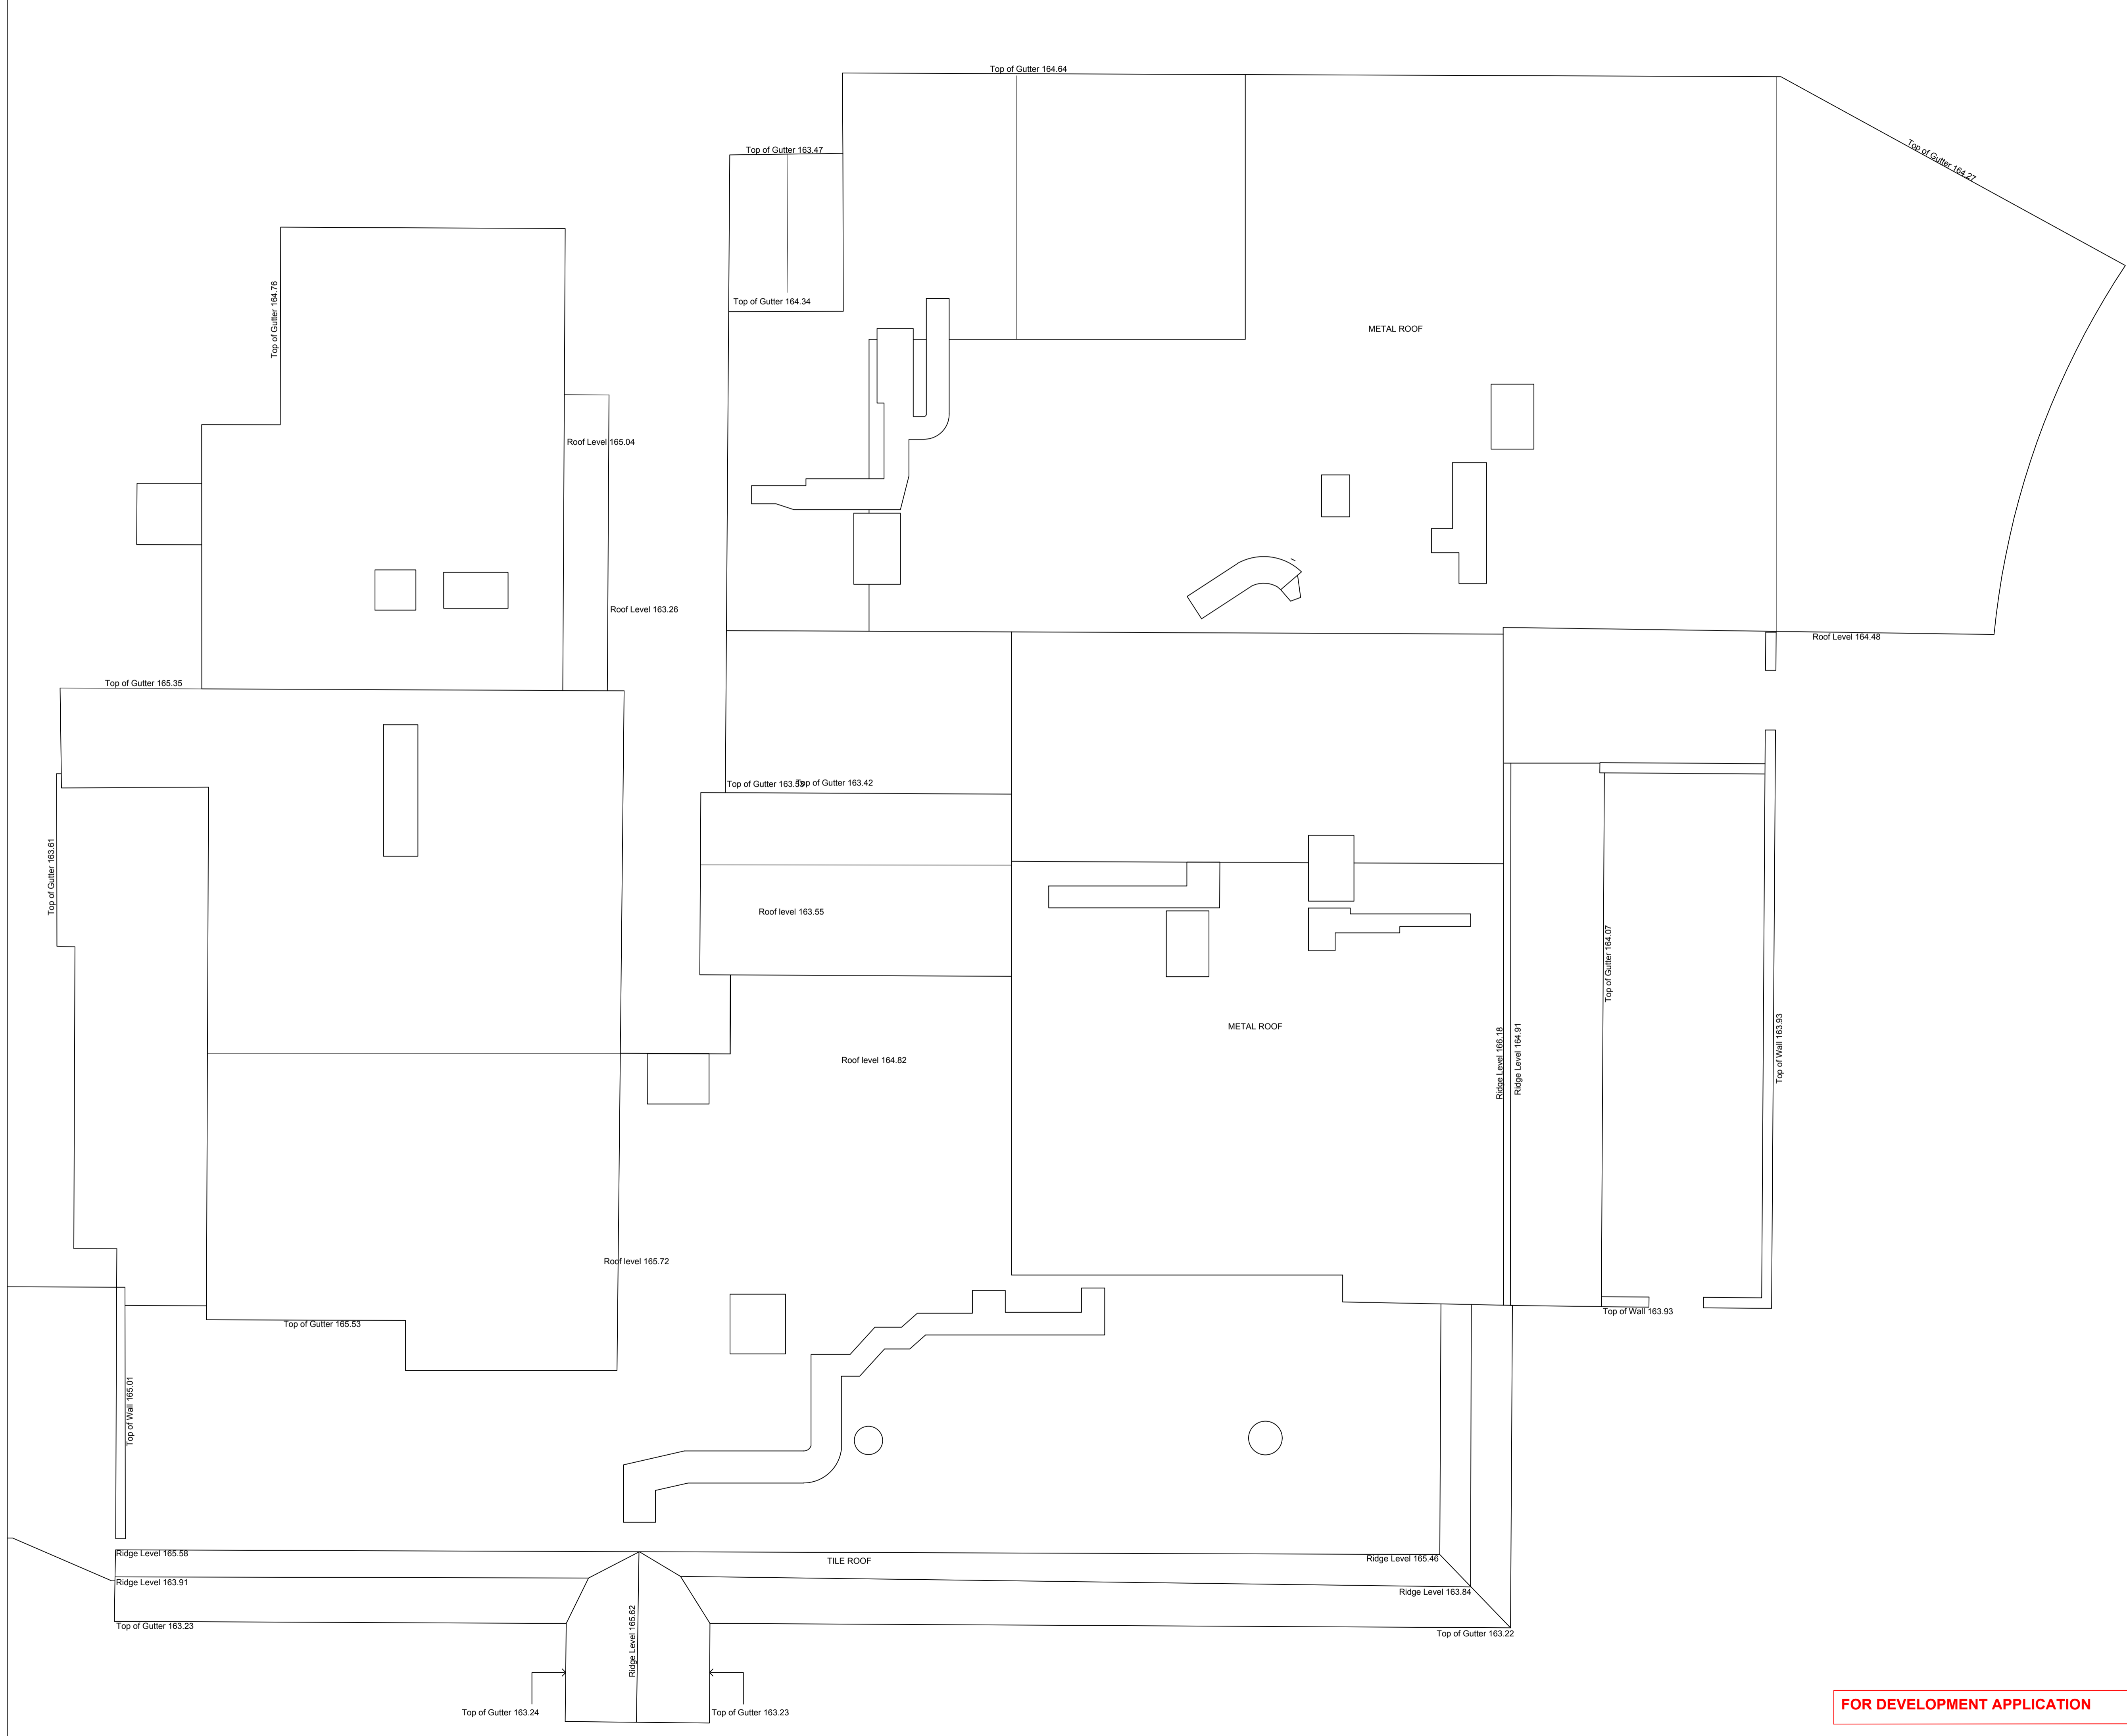 Top of Gutter 164.64
Top of Gutter 163.47
Top of Gutter 164.27
Top of Gutter 164.76
Top of Gutter 164.34
METAL ROOF
Roof Level 165.04
Roof Level 163.26
Roof Level 164.48
Top of Gutter 165.35
Top of Gutter 163.53
Top of Gutter 163.42
Top of Gutter 163.61
Roof level 163.55
Top of Gutter 164.07
METAL ROOF
Ridge Level 166.18
Ridge Level 164.91
Top of Wall 163.93
Roof level 164.82
Roof level 165.72
Top of Wall 163.93
Top of Gutter 165.53
Top of Wall 165.01
Ridge Level 165.58
TILE ROOF
Ridge Level 165.46
Ridge Level 163.91
Ridge Level 163.84
Top of Gutter 163.23
Ridge Level 165.62
Top of Gutter 163.22
Top of Gutter 163.24
Top of Gutter 163.23
FOR DEVELOPMENT APPLICATION